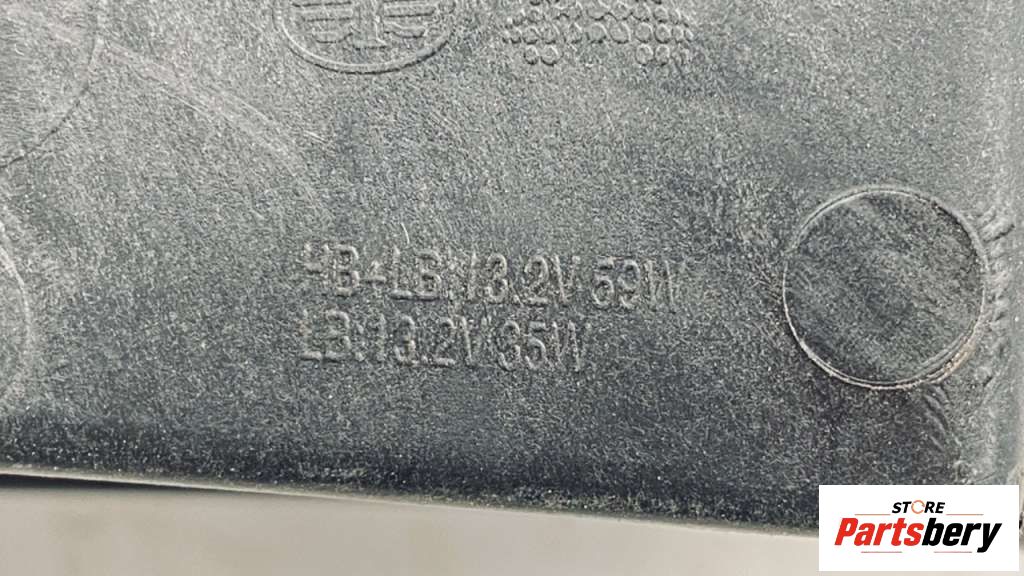 HB+LB:13.2V 59W
LB:13.2V 35W
STORE
Partsbery